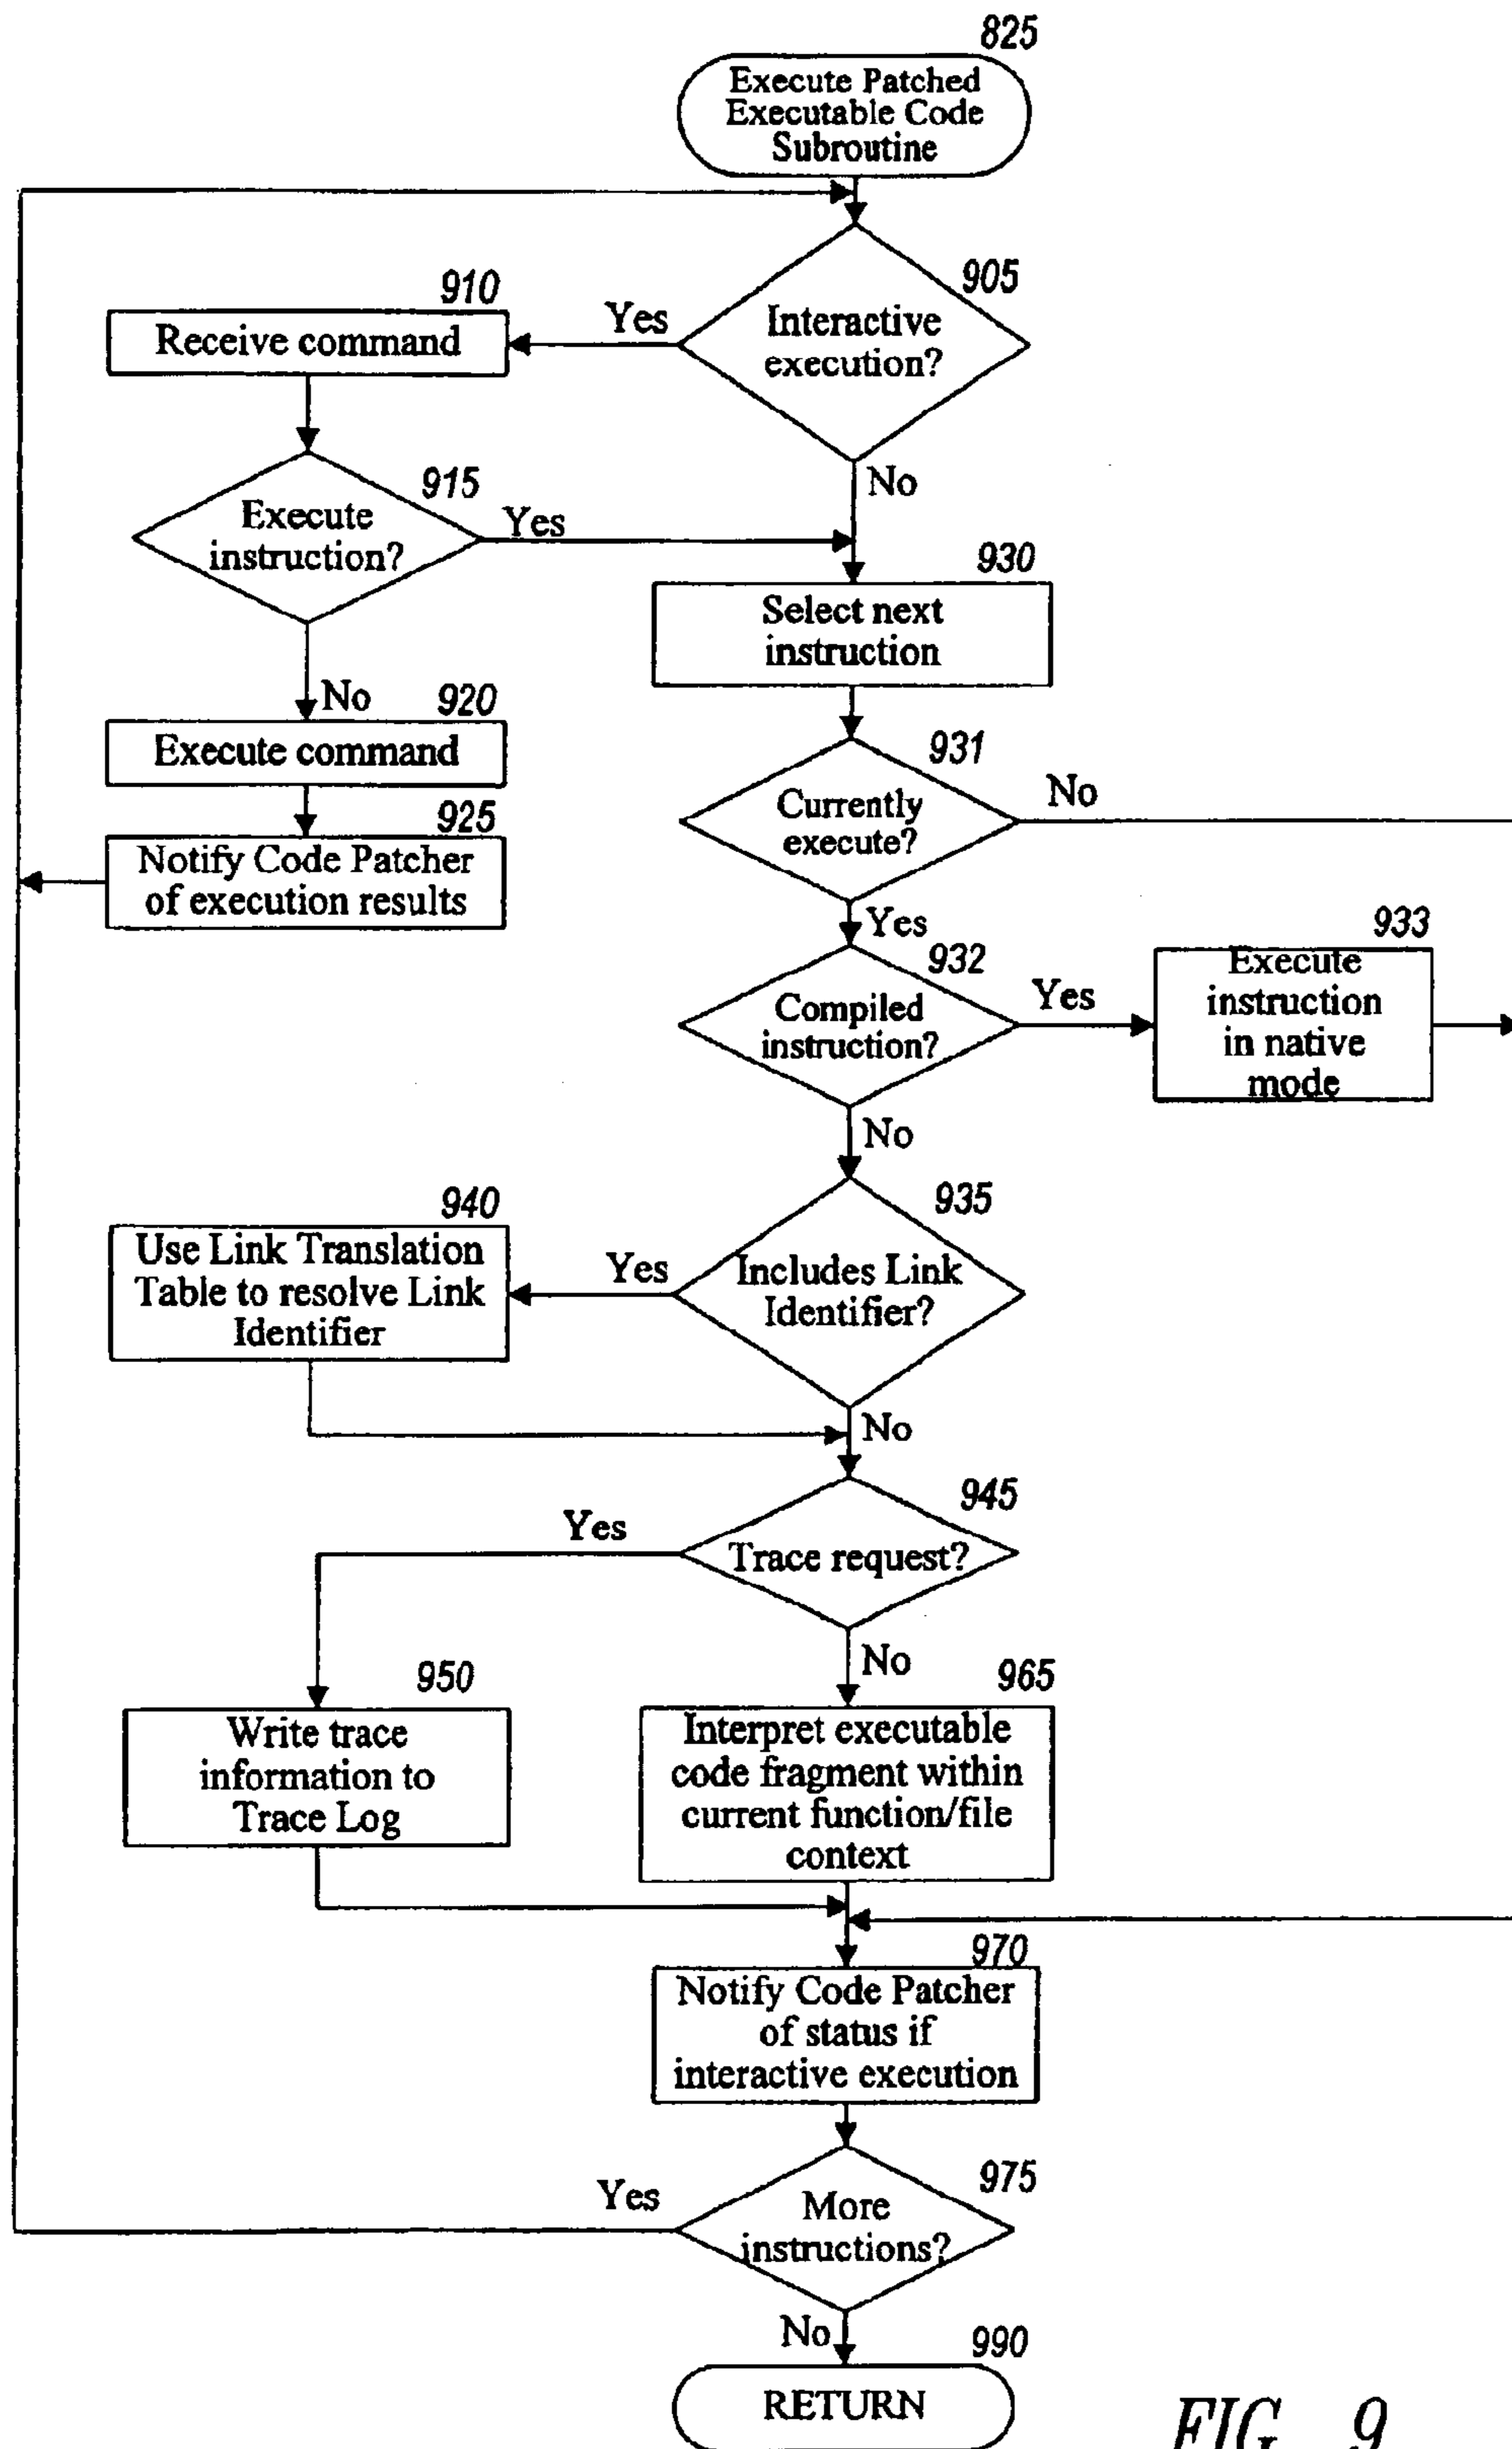 825
Execute Patched
Executable Code
Subroutine
905
Interactive
execution?
Yes
910
Receive command
No
915
Execute
instruction?
Yes
930
Select next
instruction
No
920
Execute command
931
Currently
execute?
No
925
Notify Code Patcher
of execution results
Yes
932
Compiled
instruction?
Yes
933
Execute
instruction
in native
mode
No
935
Includes Link
Identifier?
Yes
940
Use Link Translation
Table to resolve Link
Identifier
No
945
Trace request?
Yes
No
950
Write trace
information to
Trace Log
965
Interpret executable
code fragment within
current function/file
context
970
Notify Code Patcher
of status if
interactive execution
975
More
instructions?
Yes
No
990
RETURN
FIG. 9